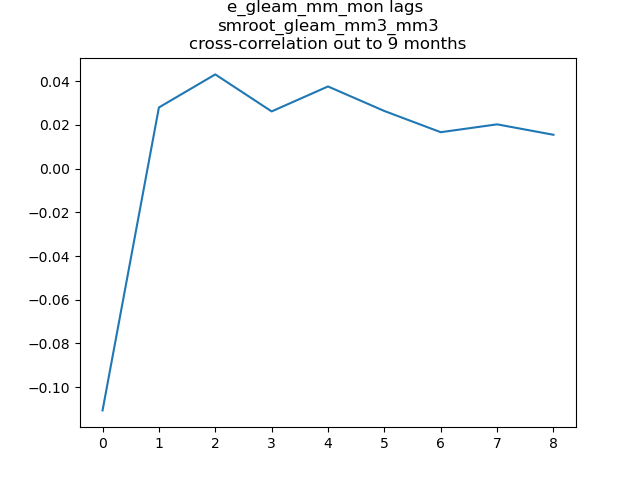 e_gleam_mm_mon lags
smroot_gleam_mm3_mm3
cross-correlation out to 9 months
0.04
0.02
0.00
−0.02
−0.04
−0.06
−0.08
−0.10
0 1 2 3 4 5 6 7 8